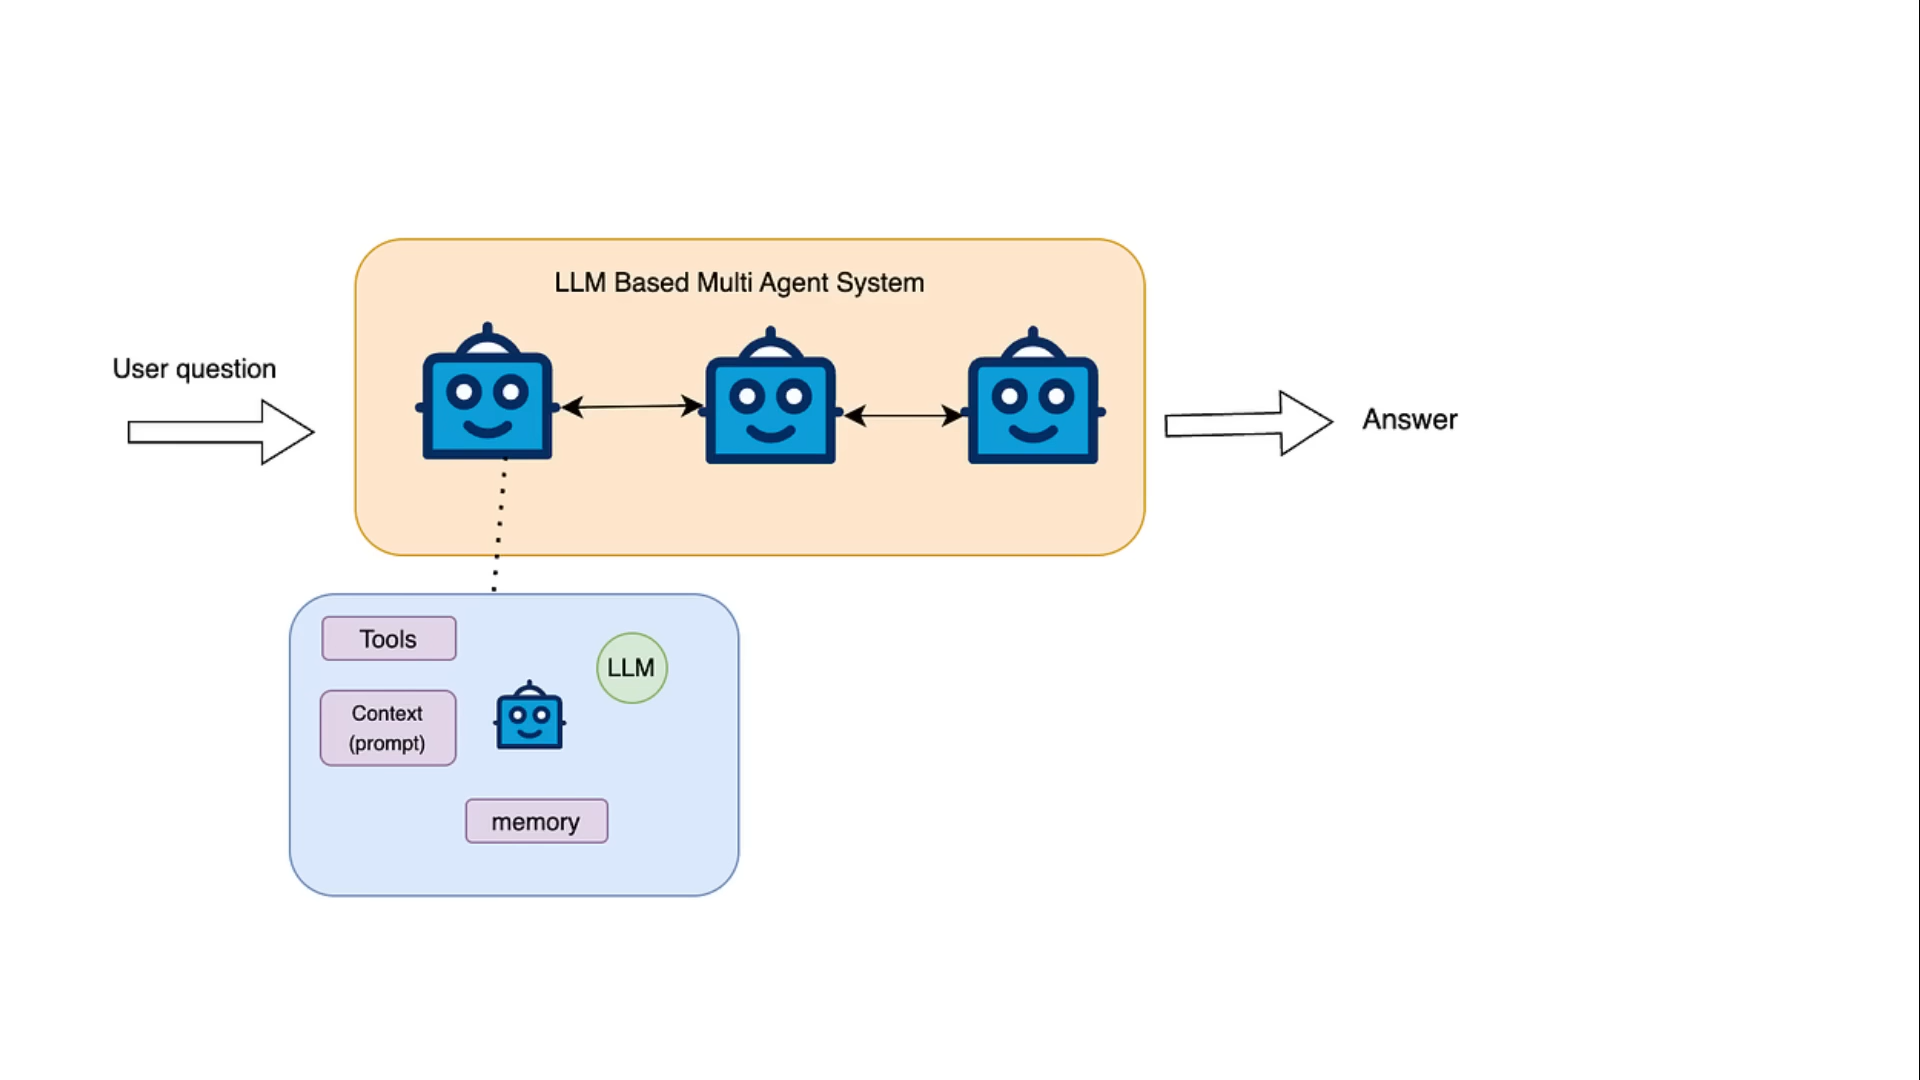 LLM Based Multi Agent System
User question
Answer
Tools
LLM
Context
(prompt)
memory